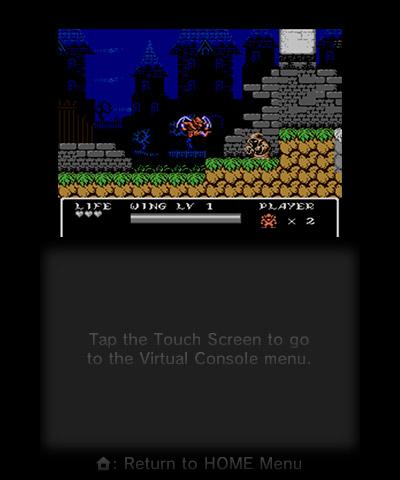 LIFE WING LV 1 PLAYER
× 2
Tap the Touch Screen to go
to the Virtual Console menu.
: Return to HOME Menu